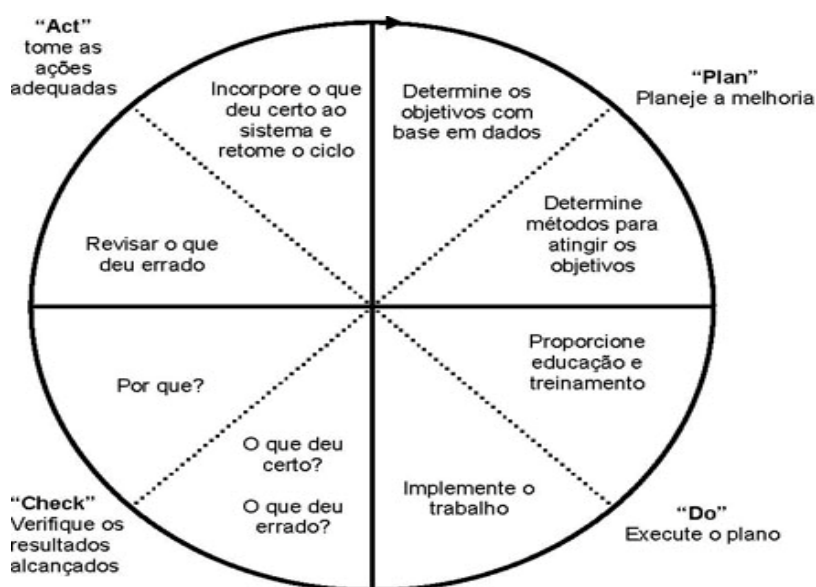 “Act”
tome as
ações
adequadas
Incorpore o que
deu certo ao
sistema e
retome o ciclo
Determine os
objetivos com
base em dados
“Plan”
Planeje a melhoria
Determine
métodos para
atingir os
objetivos
Revisar o que
deu errado
Proporcione
educação e
treinamento
Por que?
O que deu
certo?
O que deu
errado?
Implemente o
trabalho
“Check”
Verifique os
resultados
alcançados
“Do”
Execute o plano